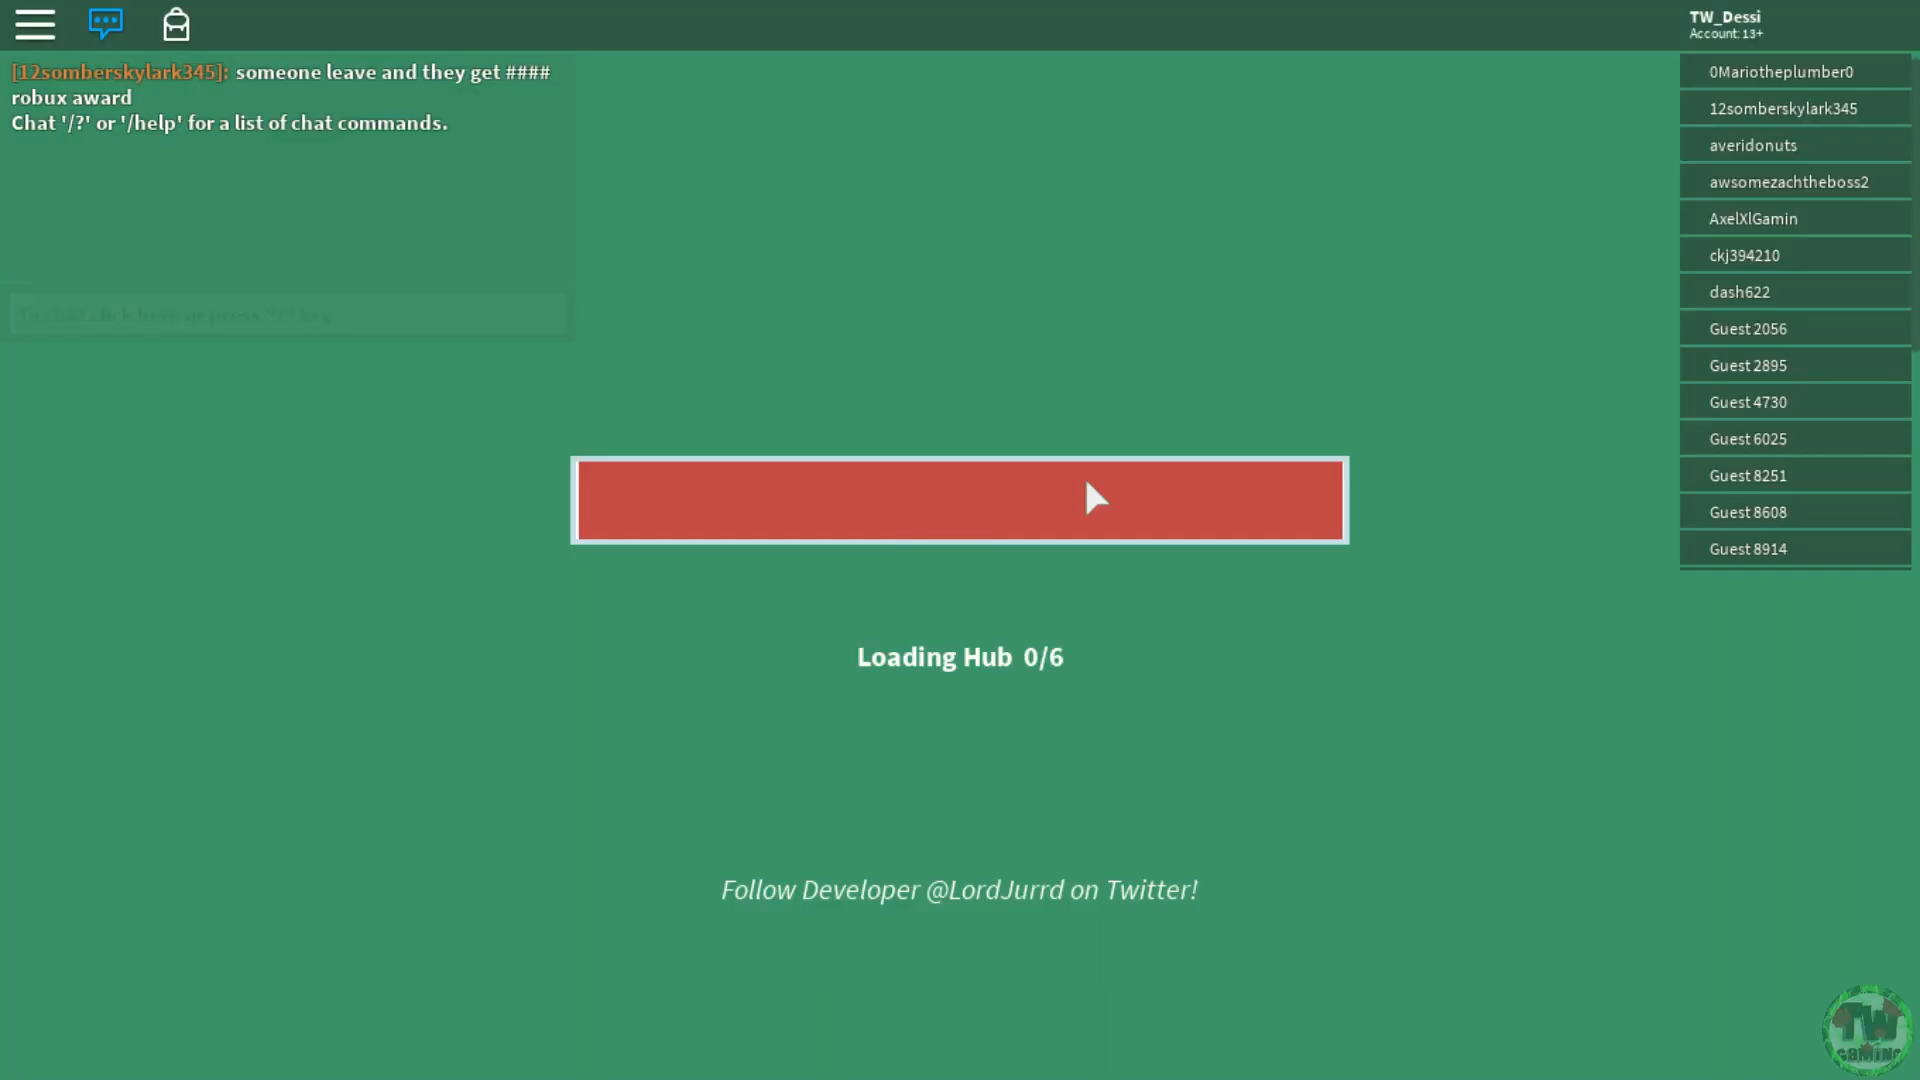 TW_Dessi
Account: 13+
[12somberskylark345]: someone leave and they get ####
robux award
Chat '/?' or '/help' for a list of chat commands.
0Mariotheplumber0
12somberskylark345
averidonuts
awsomezachtheboss2
AxelXlGamin
ckj394210
dash622
Guest 2056
Guest 2895
Guest 4730
Guest 6025
Guest 8251
Guest 8608
Guest 8914
Loading Hub 0/6
Follow Developer @LordJurrd on Twitter!
TW
GAMING